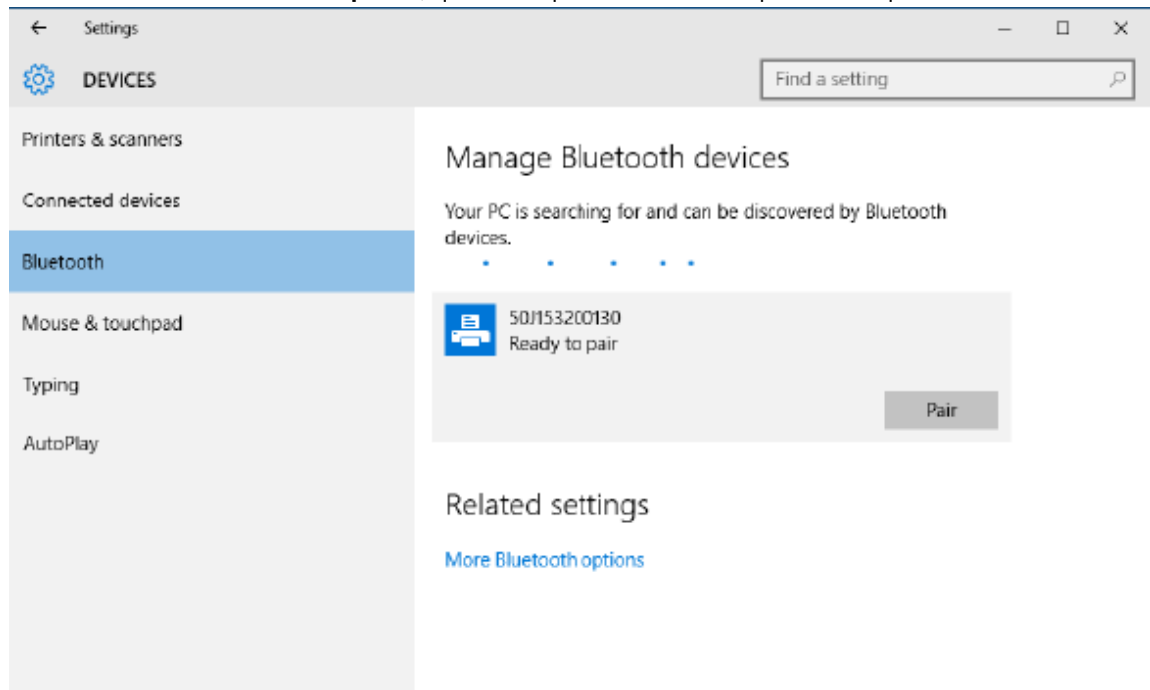 Settings
DEVICES
Find a setting
Printers & scanners
Connected devices
Bluetooth
Mouse & touchpad
Typing
AutoPlay
Manage Bluetooth devices
Your PC is searching for and can be discovered by Bluetooth
devices.
50J153200130
Ready to pair
Pair
Related settings
More Bluetooth options